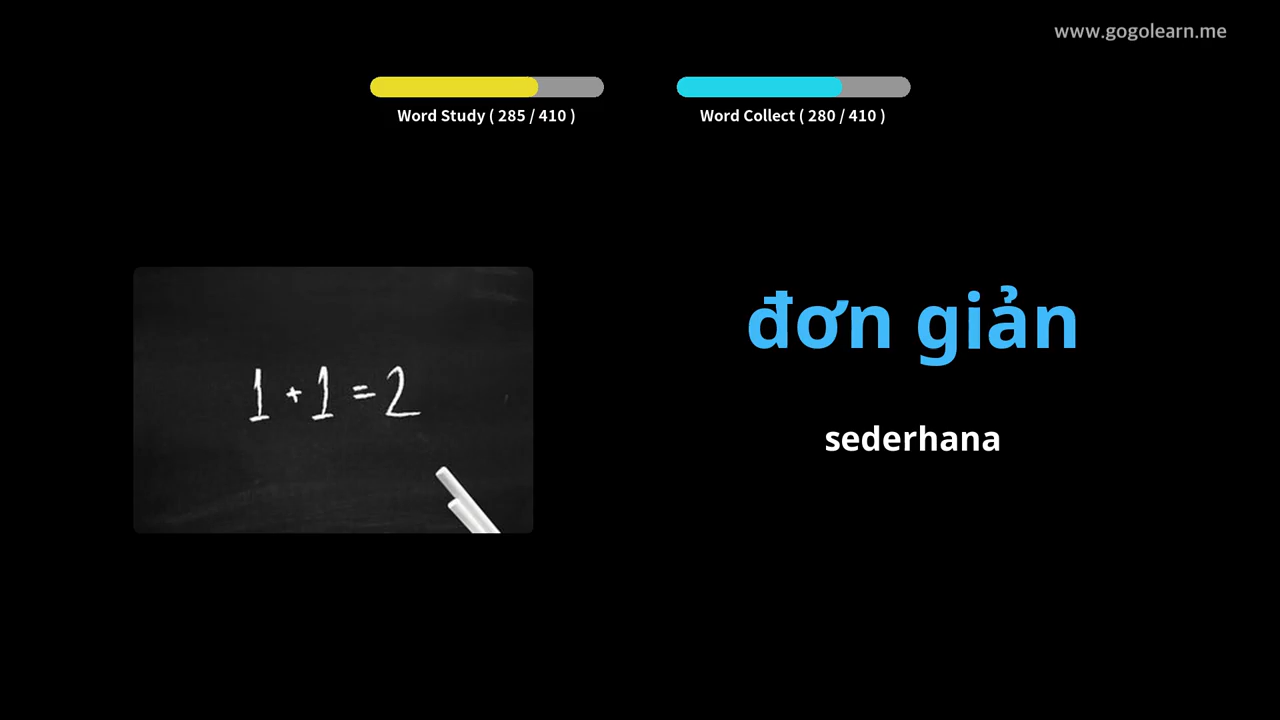 www.gogolearn.me
Word Study ( 285 / 410 )
Word Collect ( 280 / 410 )
1 + 1 = 2
đơn giản
sederhana